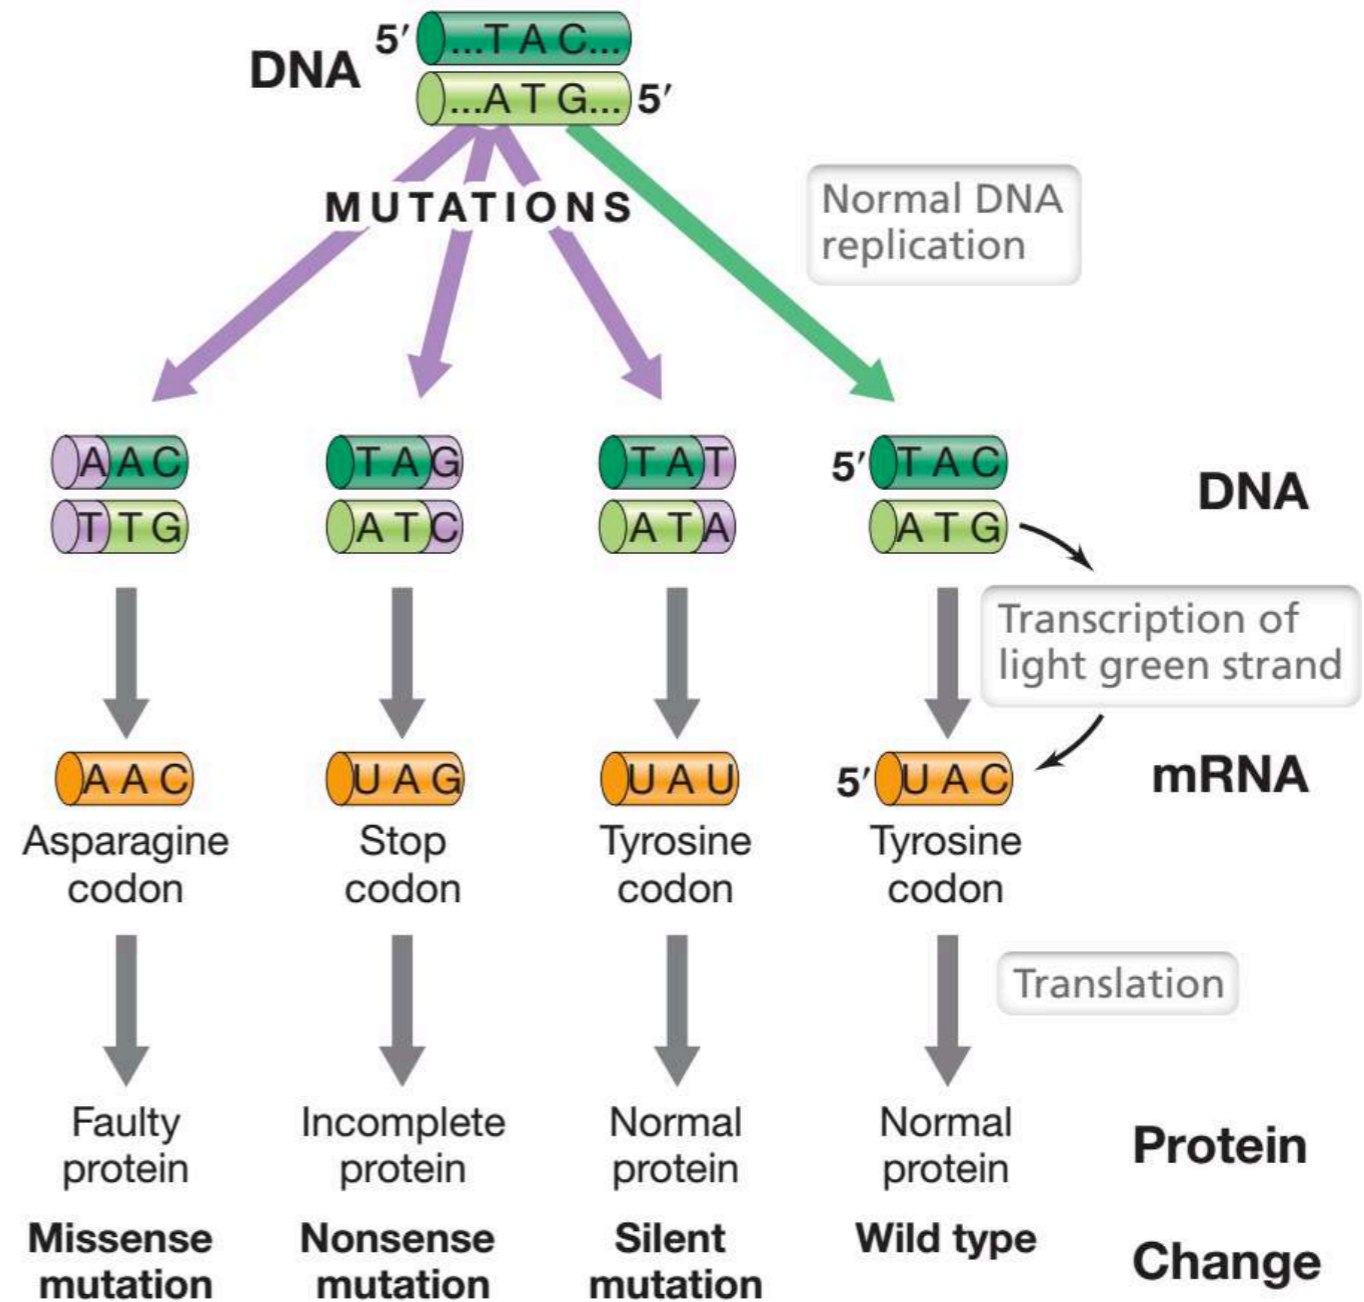 5′ ...T A C...
DNA
...A T G... 5′
MUTATIONS
Normal DNA
replication
A A C
T T G
T A G
A T C
T A T
A T A
5′ T A C
A T G
DNA
Transcription of
light green strand
A A C
U A G
U A U
5′ U A C
mRNA
Asparagine
codon
Stop
codon
Tyrosine
codon
Tyrosine
codon
Translation
Faulty
protein
Incomplete
protein
Normal
protein
Normal
protein
Protein
Missense
mutation
Nonsense
mutation
Silent
mutation
Wild type
Change